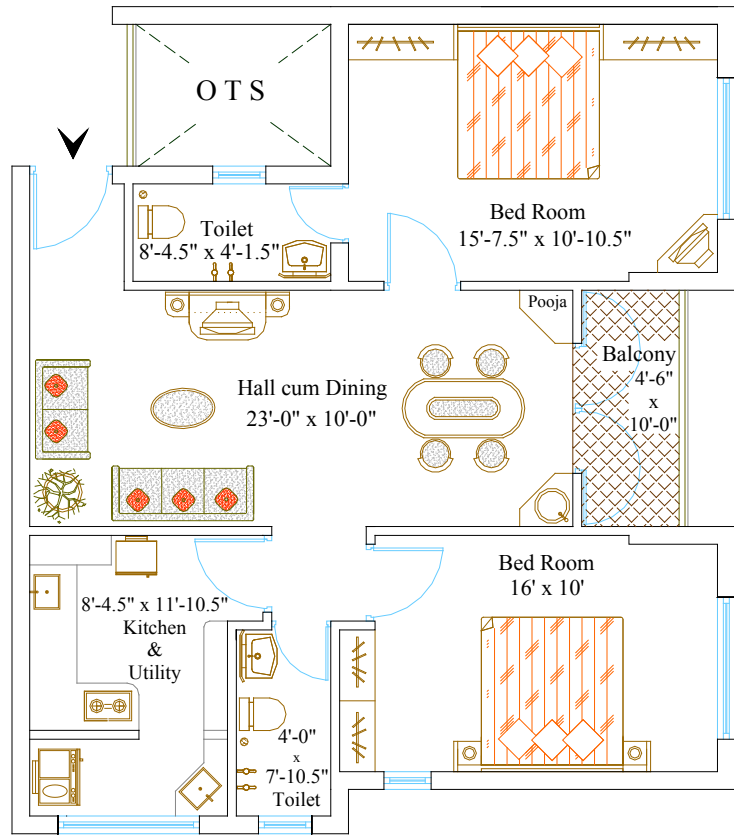 O T S
Toilet
8'-4.5" x 4'-1.5"
Bed Room
15'-7.5" x 10'-10.5"
Pooja
Balcony
4'-6"
x
10'-0"
Hall cum Dining
23'-0" x 10'-0"
Bed Room
16' x 10'
8'-4.5" x 11'-10.5"
Kitchen
&
Utility
4'-0"
x
7'-10.5"
Toilet